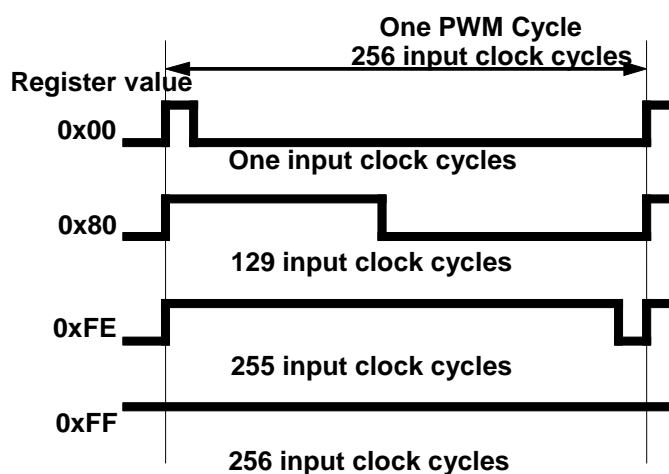 One PWM Cycle
256 input clock cycles
Register value
0x00
One input clock cycles
0x80
129 input clock cycles
0xFE
255 input clock cycles
0xFF
256 input clock cycles